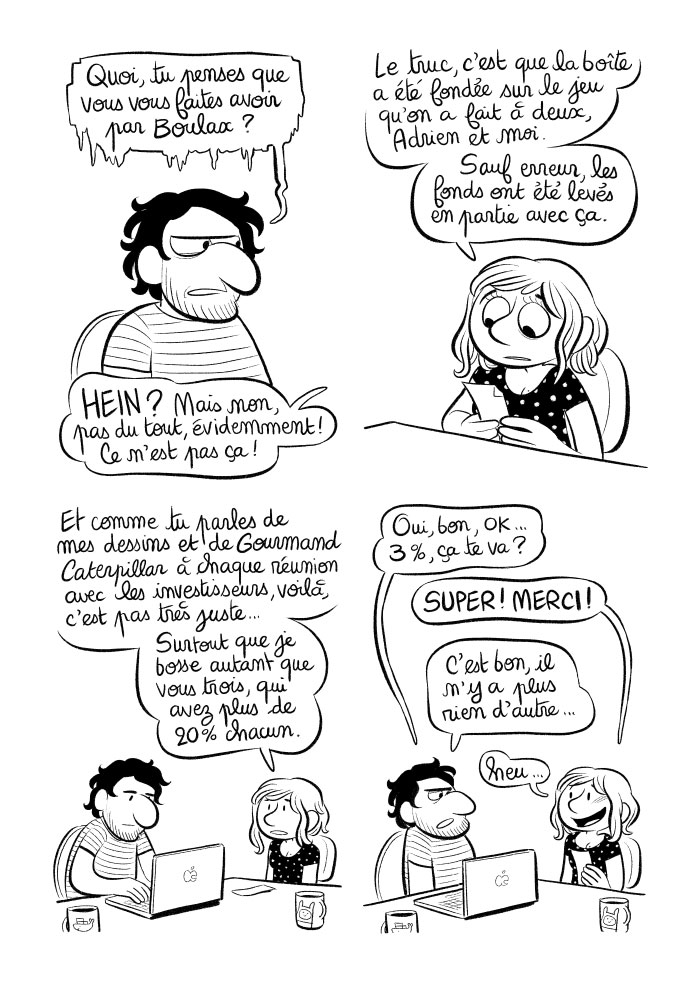 Quoi, tu penses que
vous vous faites avoir
par Boulax ?
HEIN ? Mais non,
pas du tout, évidemment !
Ce n'est pas ça !
Le truc, c'est que la boîte
a été fondée sur le jeu
qu'on a fait à deux,
Adrien et moi.
Sauf erreur, les
fonds ont été levés
en partie avec ça.
Et comme tu parles de
mes dessins et de Gourmand
Caterpillar à chaque réunion
avec les investisseurs, voilà,
c'est pas très juste...
Surtout que je
bosse autant que
vous trois, qui
avez plus de
20% chacun.
Oui, bon, OK...
3%, ça te va ?
SUPER ! MERCI !
C'est bon, il
n'y a plus
rien d'autre...
heu...